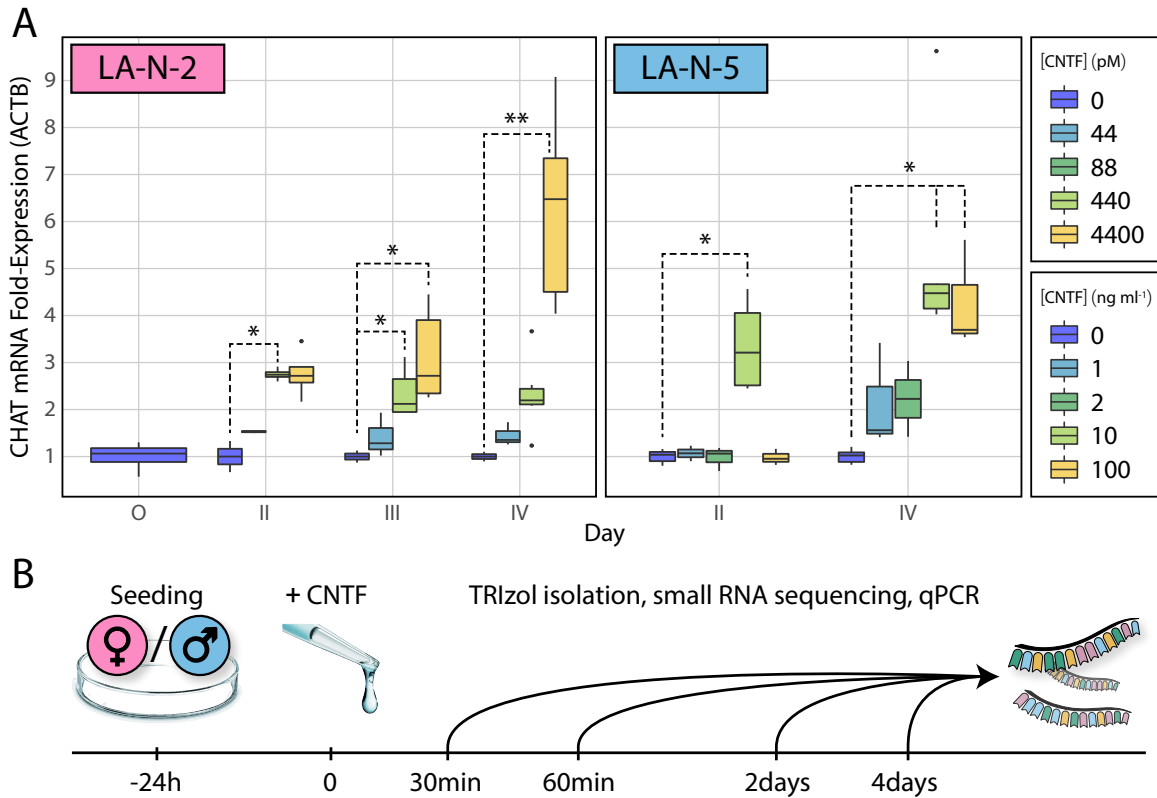 A
LA-N-2
LA-N-5
CHAT mRNA Fold-Expression (ACTB)
9
8
7
6
5
4
3
2
1
*
*
*
**
*
*
O
II
III
IV
II
IV
Day
[CNTF] (pM)
0
44
88
440
4400
[CNTF] (ng ml⁻¹)
0
1
2
10
100
B
Seeding
♀ / ♂
+ CNTF
TRIzol isolation, small RNA sequencing, qPCR
-24h
0
30min
60min
2days
4days